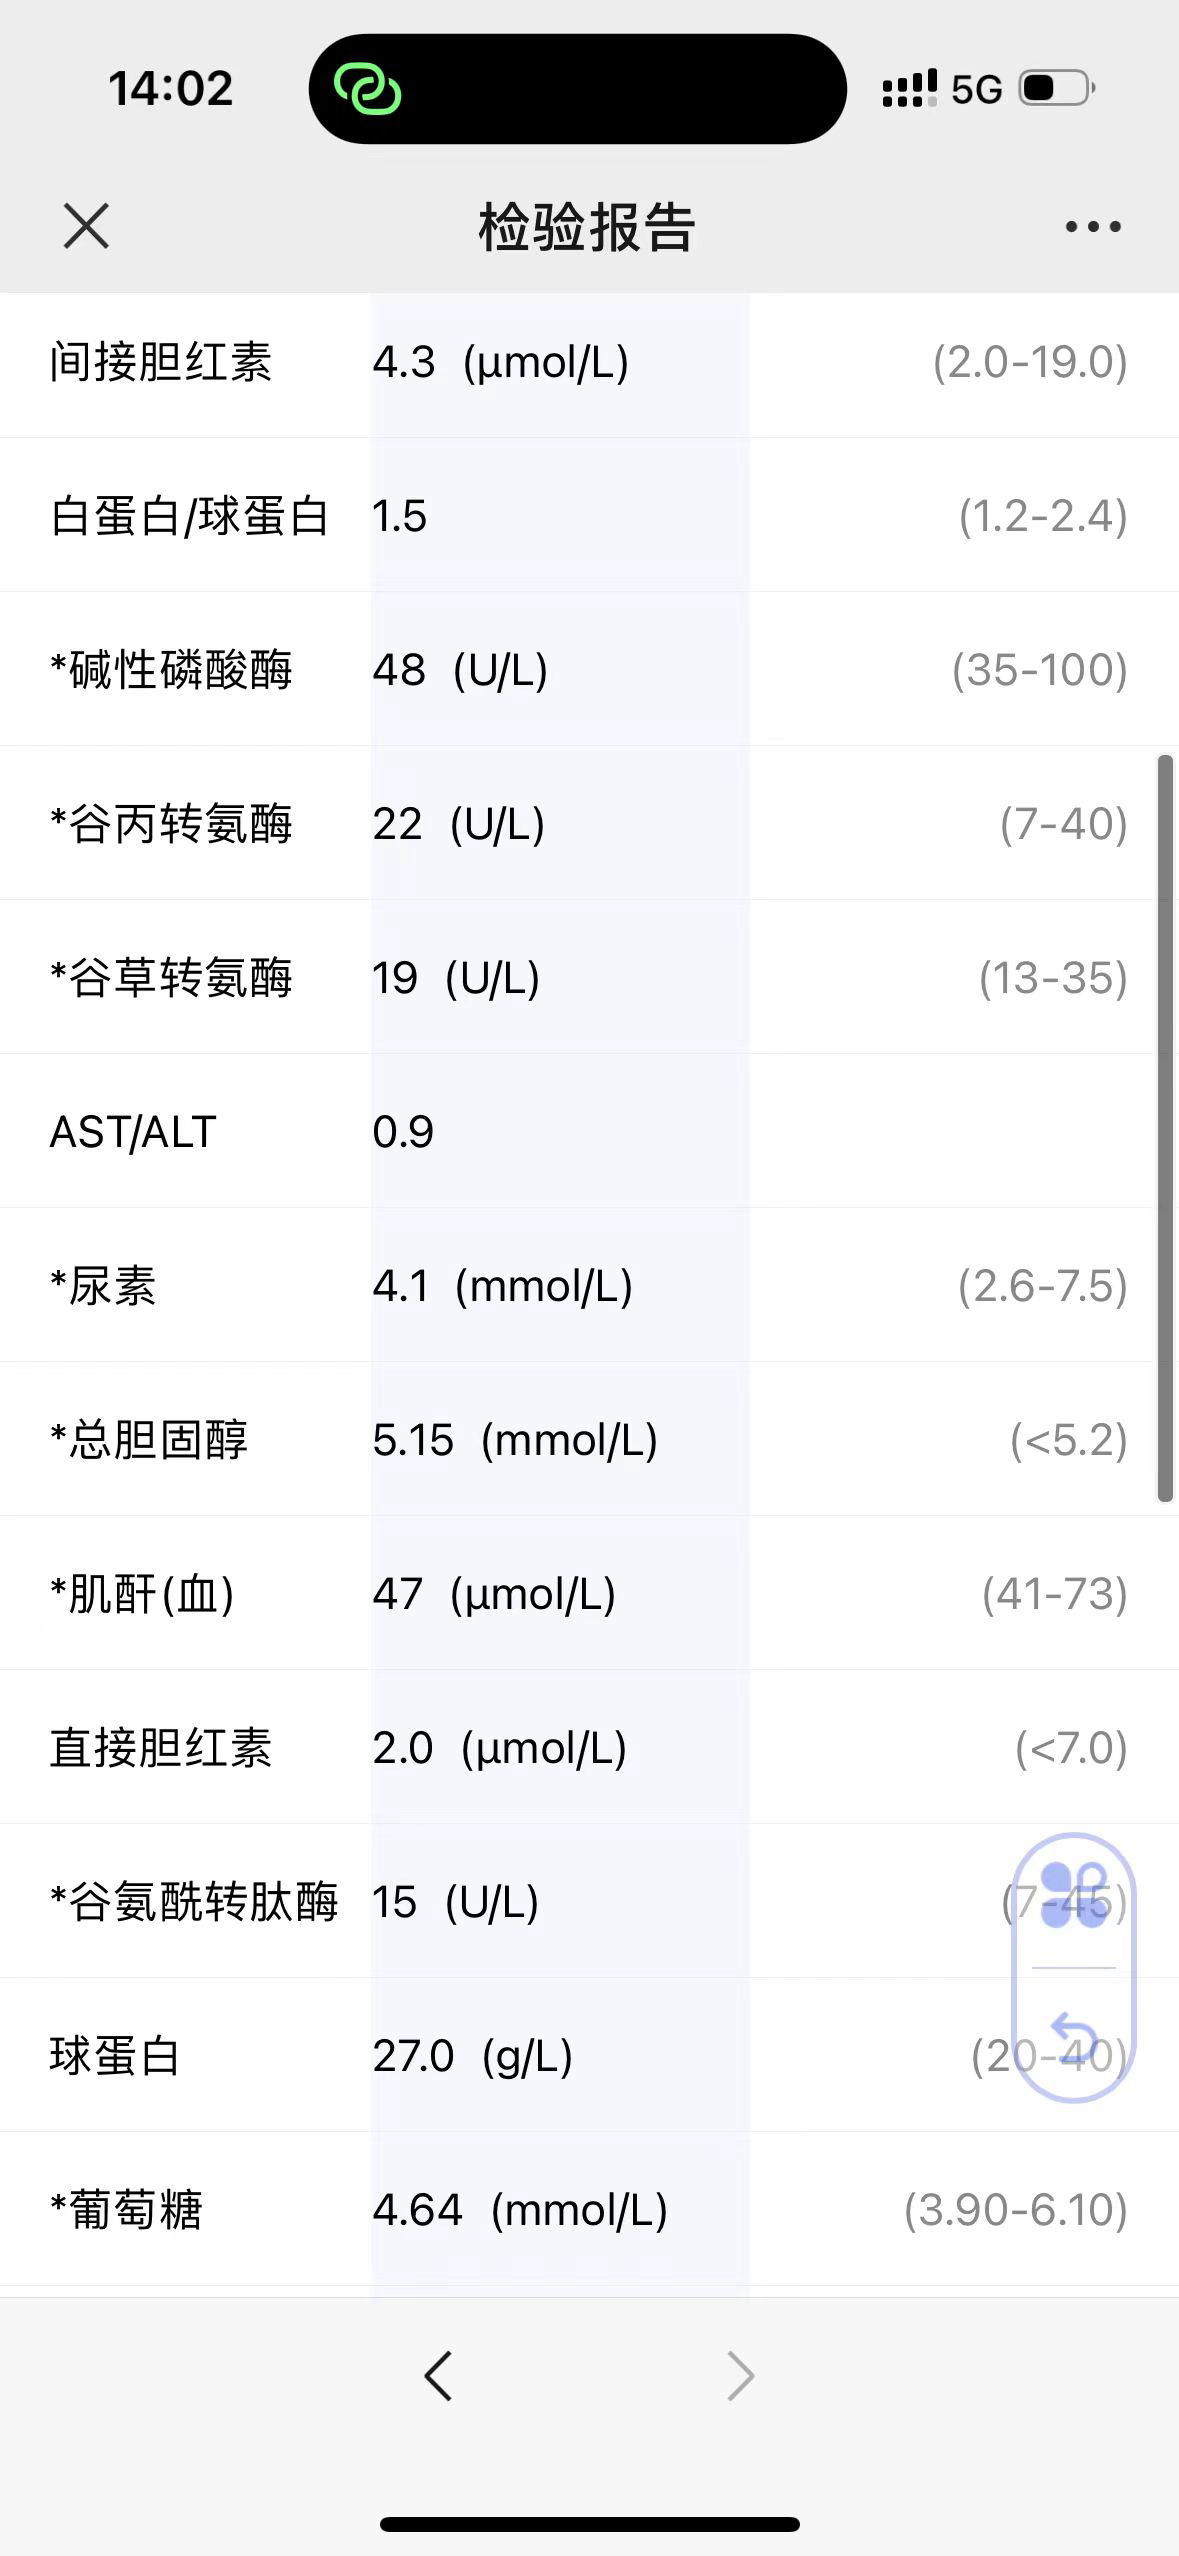 14:02
5G
检验报告
间接胆红素 4.3 (μmol/L) (2.0-19.0)
白蛋白/球蛋白 1.5 (1.2-2.4)
*碱性磷酸酶 48 (U/L) (35-100)
*谷丙转氨酶 22 (U/L) (7-40)
*谷草转氨酶 19 (U/L) (13-35)
AST/ALT 0.9
*尿素 4.1 (mmol/L) (2.6-7.5)
*总胆固醇 5.15 (mmol/L) (<5.2)
*肌酐(血) 47 (μmol/L) (41-73)
直接胆红素 2.0 (μmol/L) (<7.0)
*谷氨酰转肽酶 15 (U/L) (7-45)
球蛋白 27.0 (g/L) (20-40)
*葡萄糖 4.64 (mmol/L) (3.90-6.10)